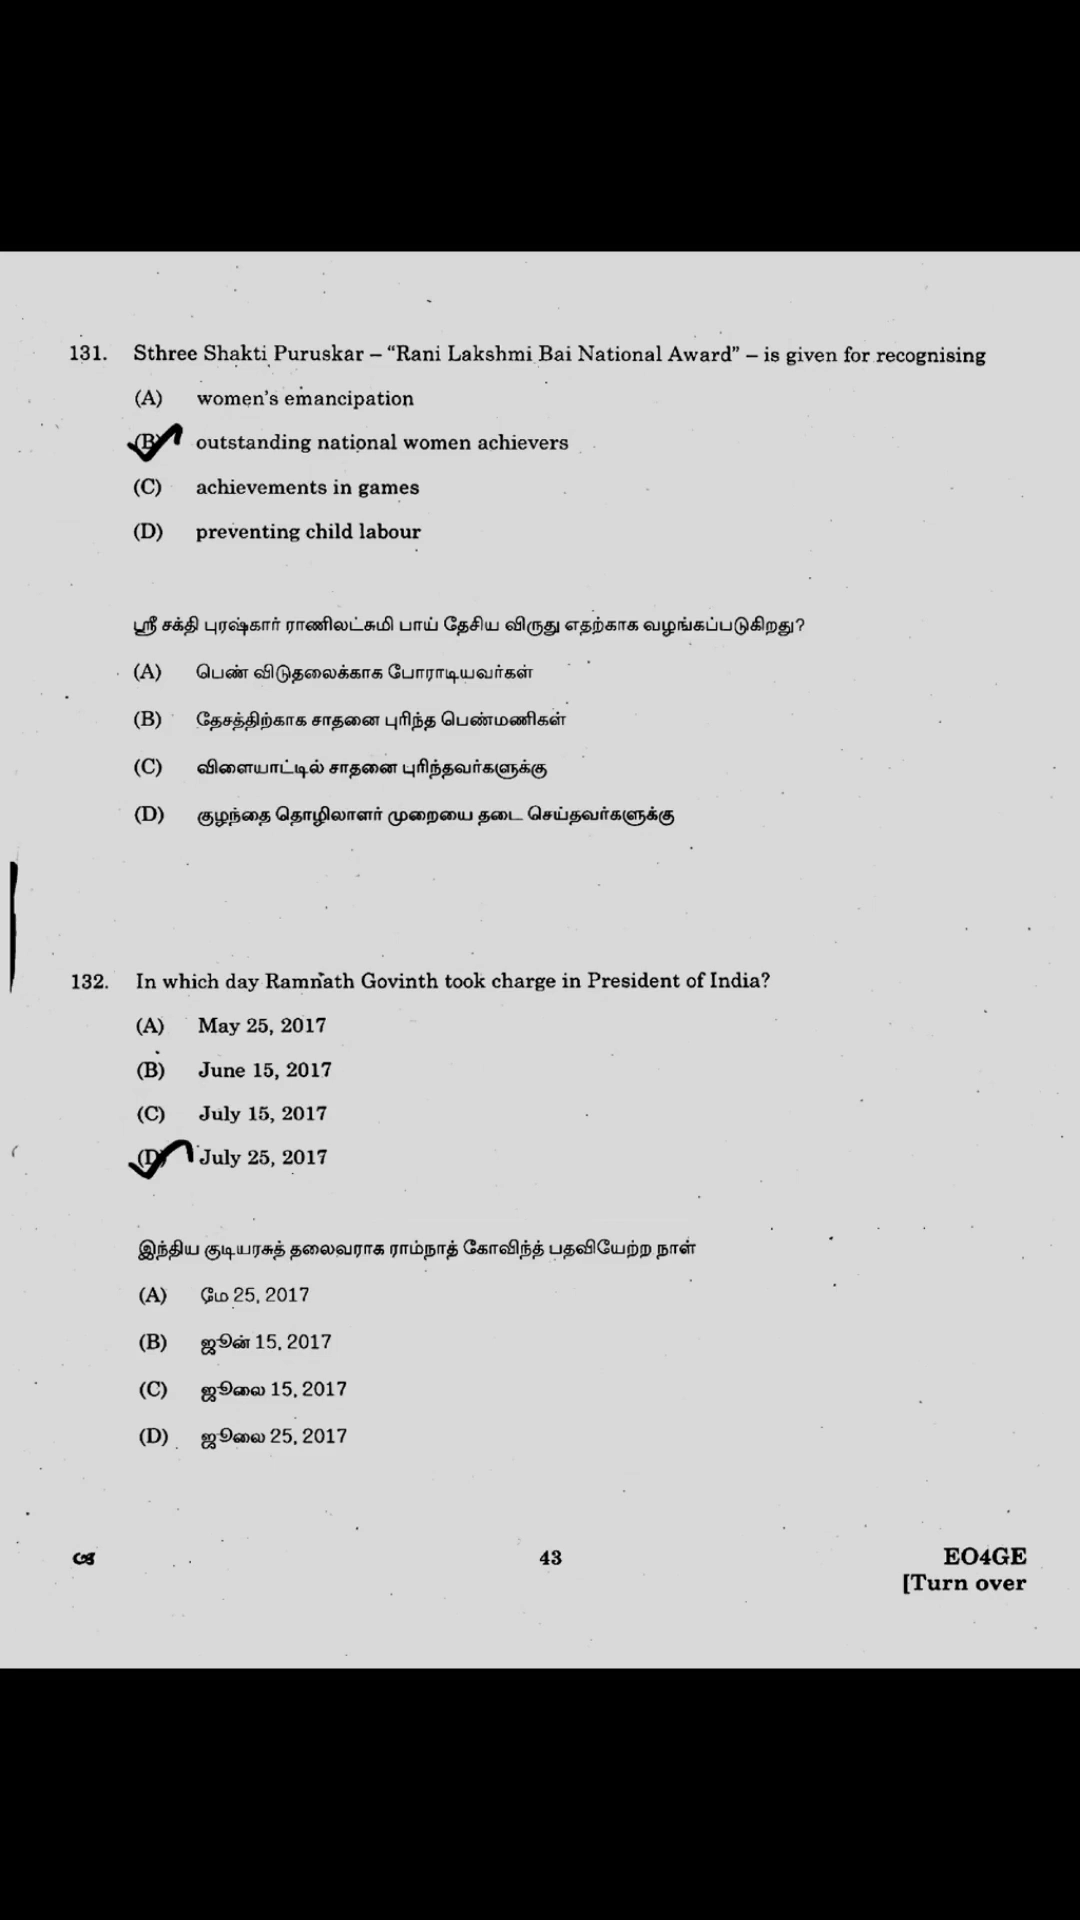 131. Sthree Shakti Puruskar – “Rani Lakshmi Bai National Award” – is given for recognising
(A) women’s emancipation
(B) outstanding national women achievers
(C) achievements in games
(D) preventing child labour
ஸ்ரீ சக்தி புரஷ்கார் ராணிலட்சுமி பாய் தேசிய விருது எதற்காக வழங்கப்படுகிறது?
(A) பெண் விடுதலைக்காக போராடியவர்கள்
(B) தேசத்திற்காக சாதனை புரிந்த பெண்மணிகள்
(C) விளையாட்டில் சாதனை புரிந்தவர்களுக்கு
(D) குழந்தை தொழிலாளர் முறையை தடை செய்தவர்களுக்கு
132. In which day Ramnath Govinth took charge in President of India?
(A) May 25, 2017
(B) June 15, 2017
(C) July 15, 2017
(D) July 25, 2017
இந்திய குடியரசுத் தலைவராக ராம்நாத் கோவிந்த் பதவியேற்ற நாள்
(A) மே 25, 2017
(B) ஜூன் 15, 2017
(C) ஜூலை 15, 2017
(D) ஜூலை 25, 2017
43
EO4GE
[Turn over